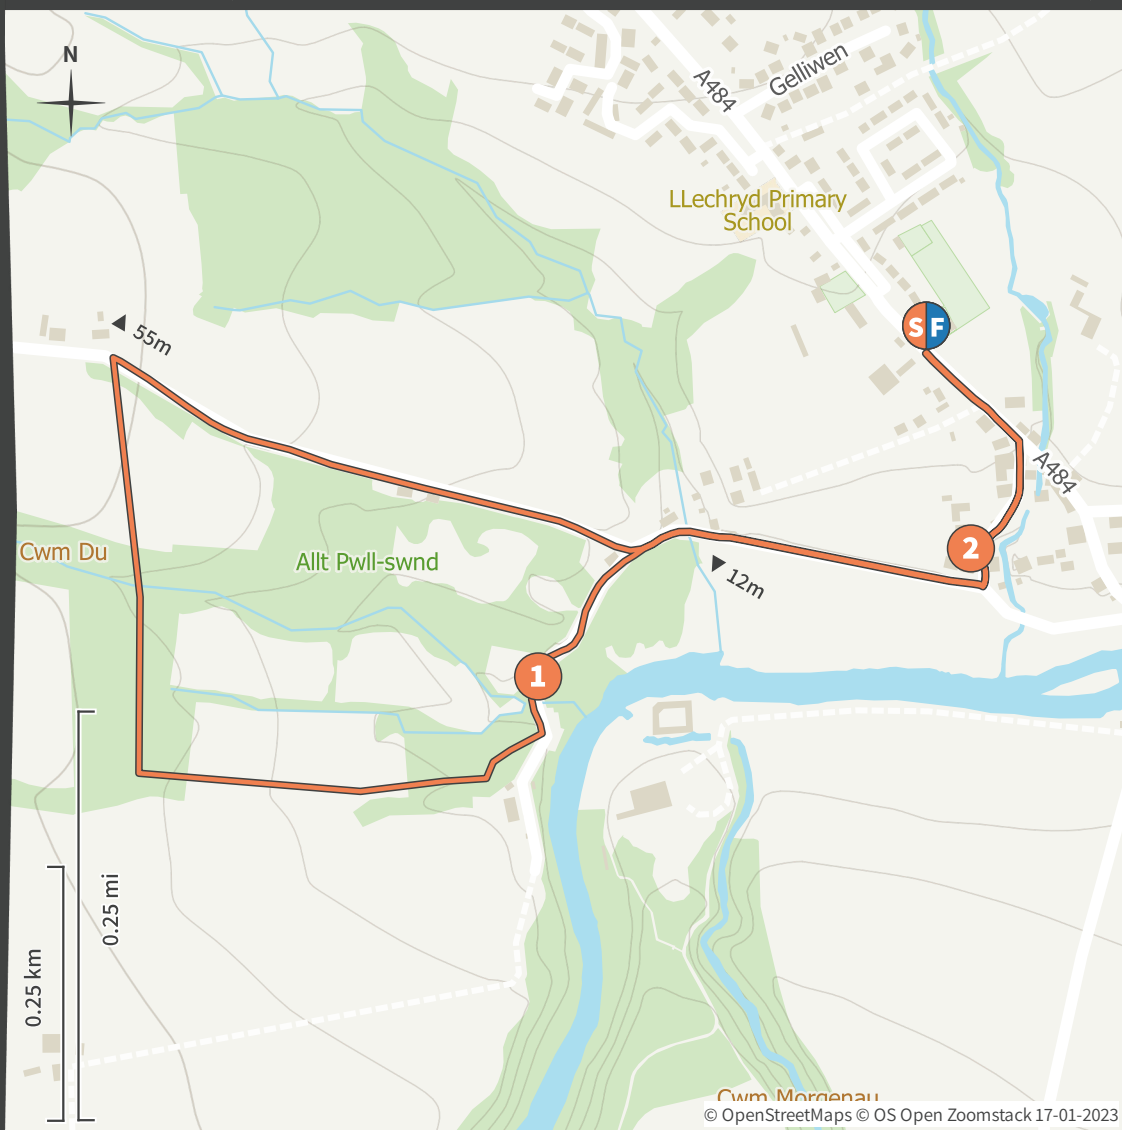 N
A484
Gelliwen
LLechryd Primary
School
S F
55m
A484
2
Cwm Du
Allt Pwll-swnd
12m
1
0.25 mi
0.25 km
Cwm Morgenau
© OpenStreetMaps © OS Open Zoomstack 17-01-2023